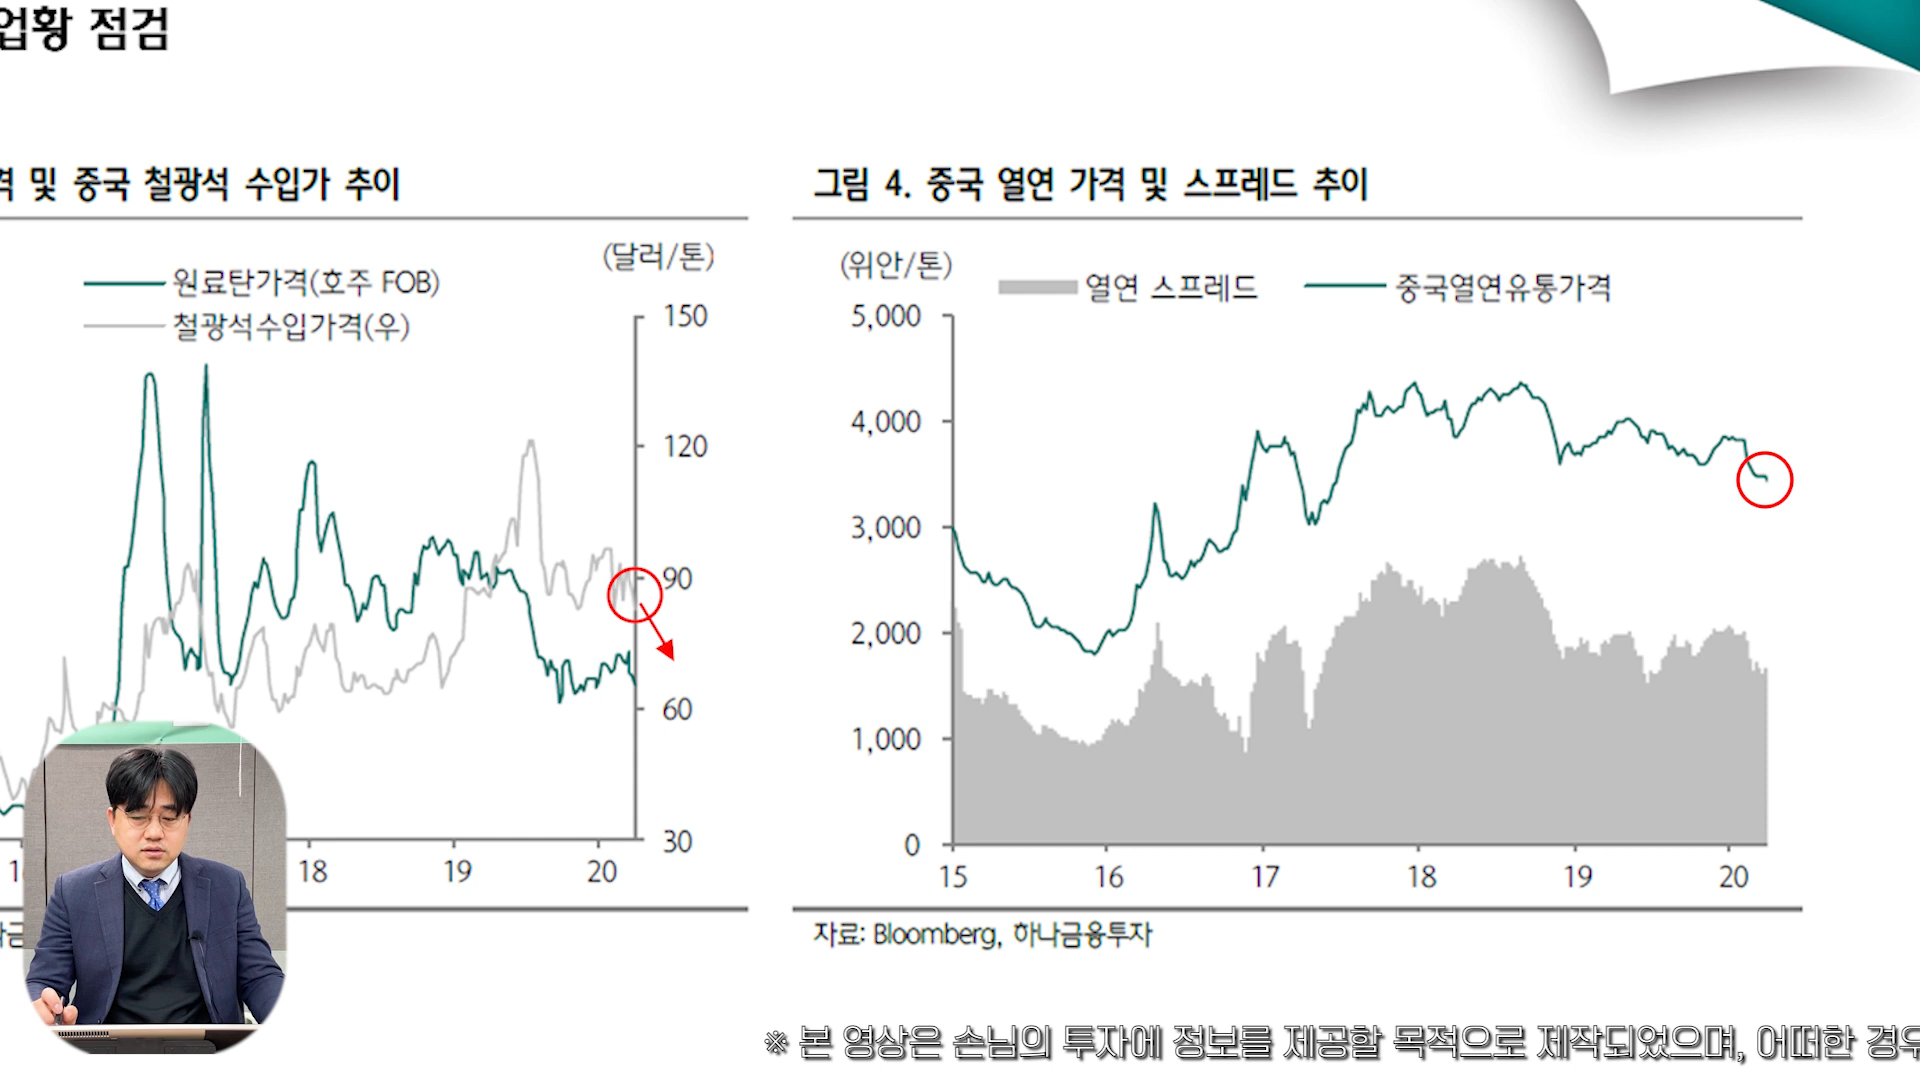 업황 점검
격 및 중국 철광석 수입가 추이
(달러/톤)
원료탄가격(호주 FOB)
철광석수입가격(우)
150
120
90
60
30
18 19 20
그림 4. 중국 열연 가격 및 스프레드 추이
(위안/톤)
열연 스프레드 중국열연유통가격
5,000
4,000
3,000
2,000
1,000
0
15 16 17 18 19 20
자료: Bloomberg, 하나금융투자
※ 본 영상은 손님의 투자에 정보를 제공할 목적으로 제작되었으며, 어떠한 경우